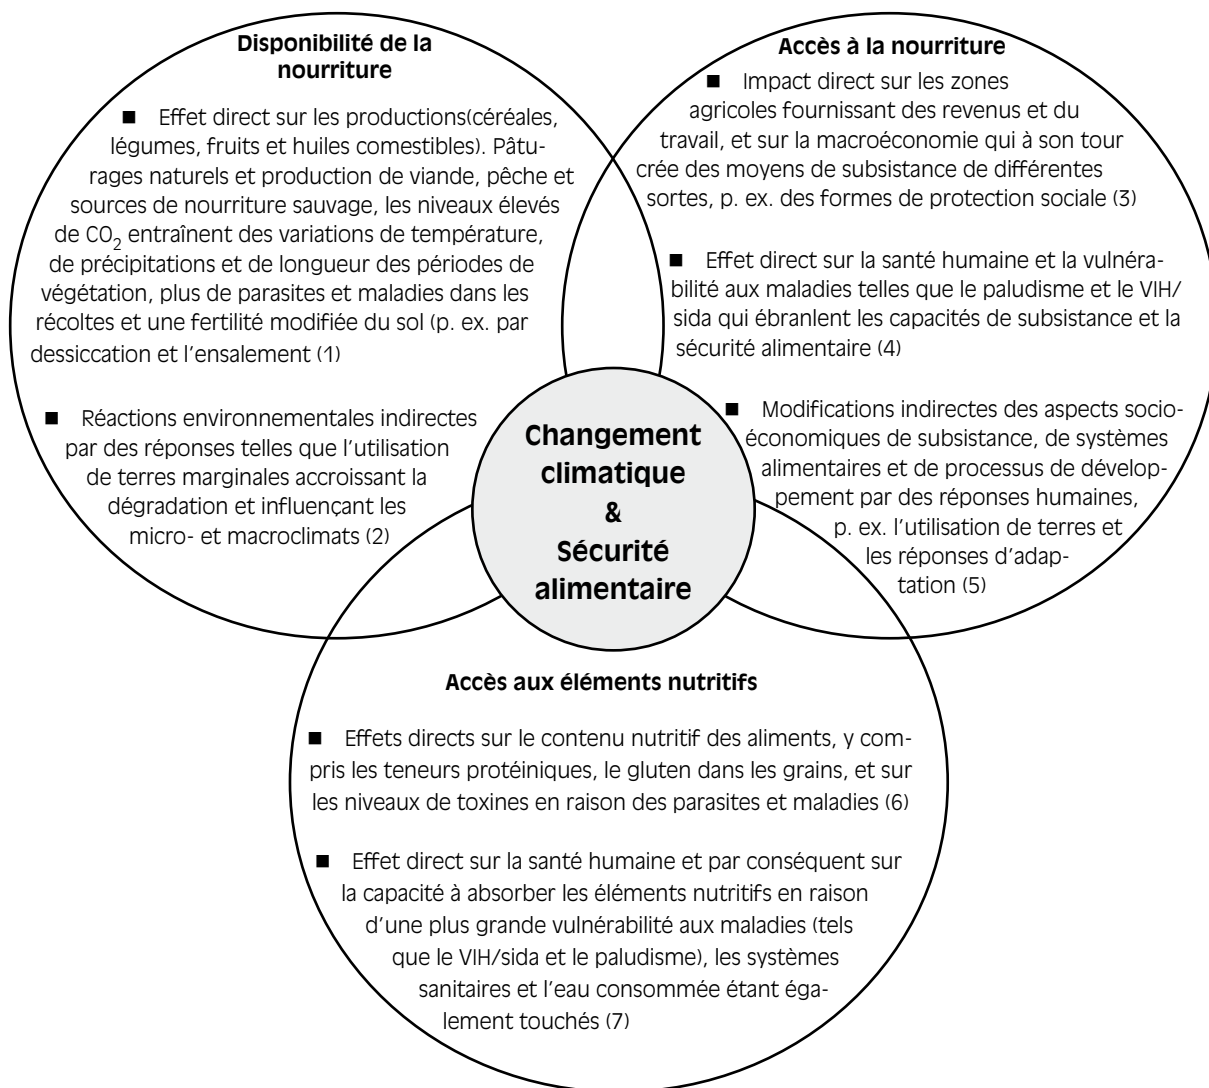 Disponibilité de la
nourriture
■ Effet direct sur les productions(céréales,
légumes, fruits et huiles comestibles). Pâtu-
rages naturels et production de viande, pêche et
sources de nourriture sauvage, les niveaux élevés
de CO₂ entraînent des variations de température,
de précipitations et de longueur des périodes de
végétation, plus de parasites et maladies dans les
récoltes et une fertilité modifiée du sol (p. ex. par
dessiccation et l'ensalement (1)
■ Réactions environnementales indirectes
par des réponses telles que l'utilisation
de terres marginales accroissant la
dégradation et influençant les
micro- et macroclimats (2)
Accès à la nourriture
■ Impact direct sur les zones
agricoles fournissant des revenus et du
travail, et sur la macroéconomie qui à son tour
crée des moyens de subsistance de différentes
sortes, p. ex. des formes de protection sociale (3)
■ Effet direct sur la santé humaine et la vulnéra-
bilité aux maladies telles que le paludisme et le VIH/
sida qui ébranlent les capacités de subsistance et la
sécurité alimentaire (4)
■ Modifications indirectes des aspects socio-
économiques de subsistance, de systèmes
alimentaires et de processus de dévelop-
pement par des réponses humaines,
p. ex. l'utilisation de terres et
les réponses d'adap-
tation (5)
Changement
climatique
&
Sécurité
alimentaire
Accès aux éléments nutritifs
■ Effets directs sur le contenu nutritif des aliments, y com-
pris les teneurs protéiniques, le gluten dans les grains, et sur
les niveaux de toxines en raison des parasites et maladies (6)
■ Effet direct sur la santé humaine et par conséquent sur
la capacité à absorber les éléments nutritifs en raison
d'une plus grande vulnérabilité aux maladies (tels
que le VIH/sida et le paludisme), les systèmes
sanitaires et l'eau consommée étant éga-
lement touchés (7)